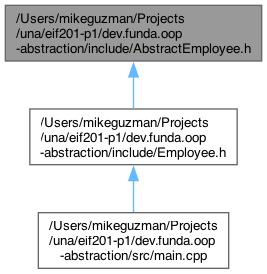 /Users/mikeguzman/Projects
/una/eif201-p1/dev.funda.oop
-abstraction/include/AbstractEmployee.h
/Users/mikeguzman/Projects
/una/eif201-p1/dev.funda.oop
-abstraction/include/Employee.h
/Users/mikeguzman/Projects
/una/eif201-p1/dev.funda.oop
-abstraction/src/main.cpp